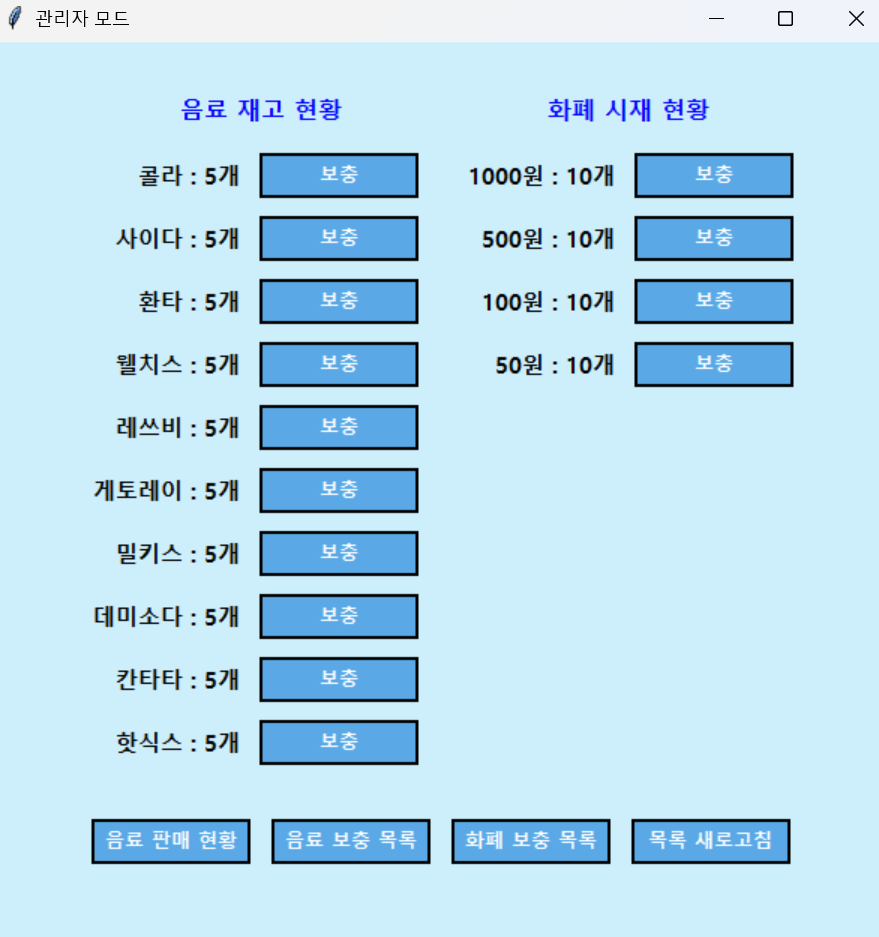 관리자 모드
음료 재고 현황
콜라 : 5개 보충
사이다 : 5개 보충
환타 : 5개 보충
웰치스 : 5개 보충
레쓰비 : 5개 보충
게토레이 : 5개 보충
밀키스 : 5개 보충
데미소다 : 5개 보충
칸타타 : 5개 보충
핫식스 : 5개 보충
화폐 시재 현황
1000원 : 10개 보충
500원 : 10개 보충
100원 : 10개 보충
50원 : 10개 보충
음료 판매 현황
음료 보충 목록
화폐 보충 목록
목록 새로고침